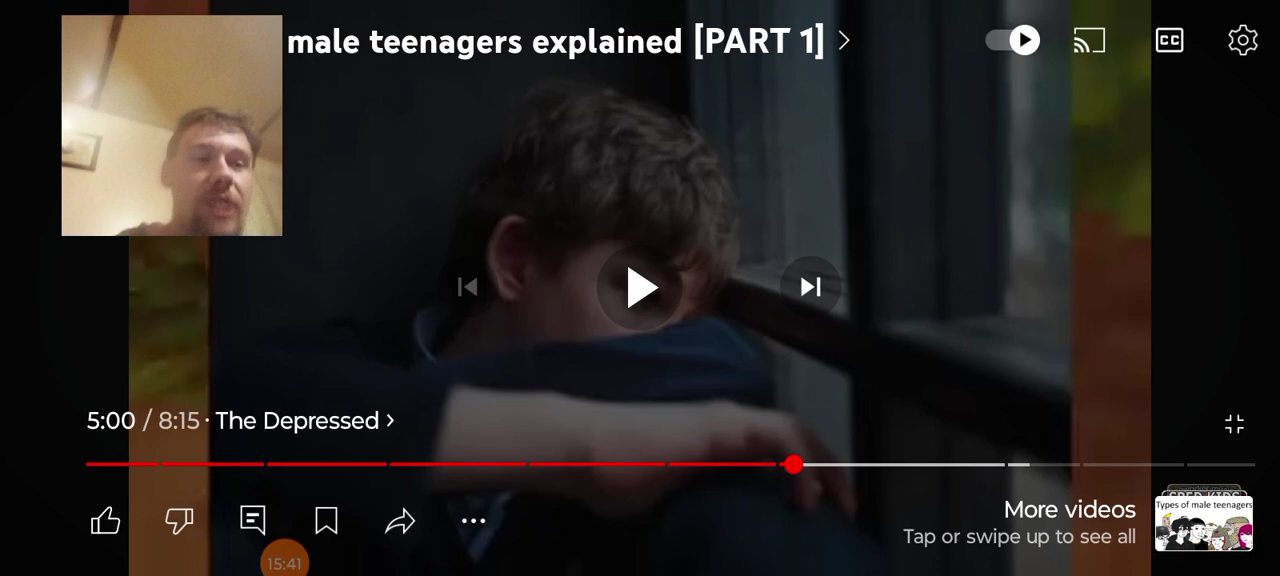 male teenagers explained [PART 1]
CC
5:00 / 8:15 · The Depressed
More videos
Tap or swipe up to see all
Types of male teenagers
15:41